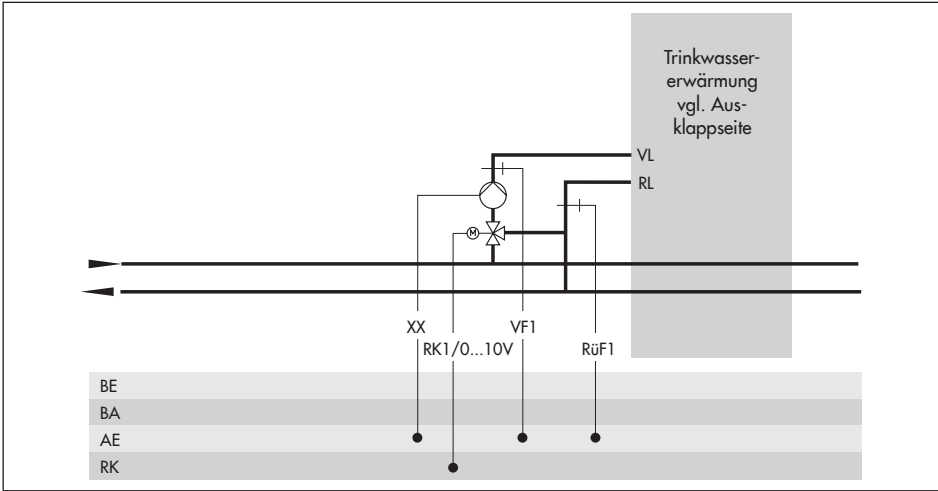 Trinkwasser-
erwärmung
vgl. Aus-
klappseite
VL
RL
M
XX
VF1
RK1/0...10V
RüF1
BE
BA
AE
RK